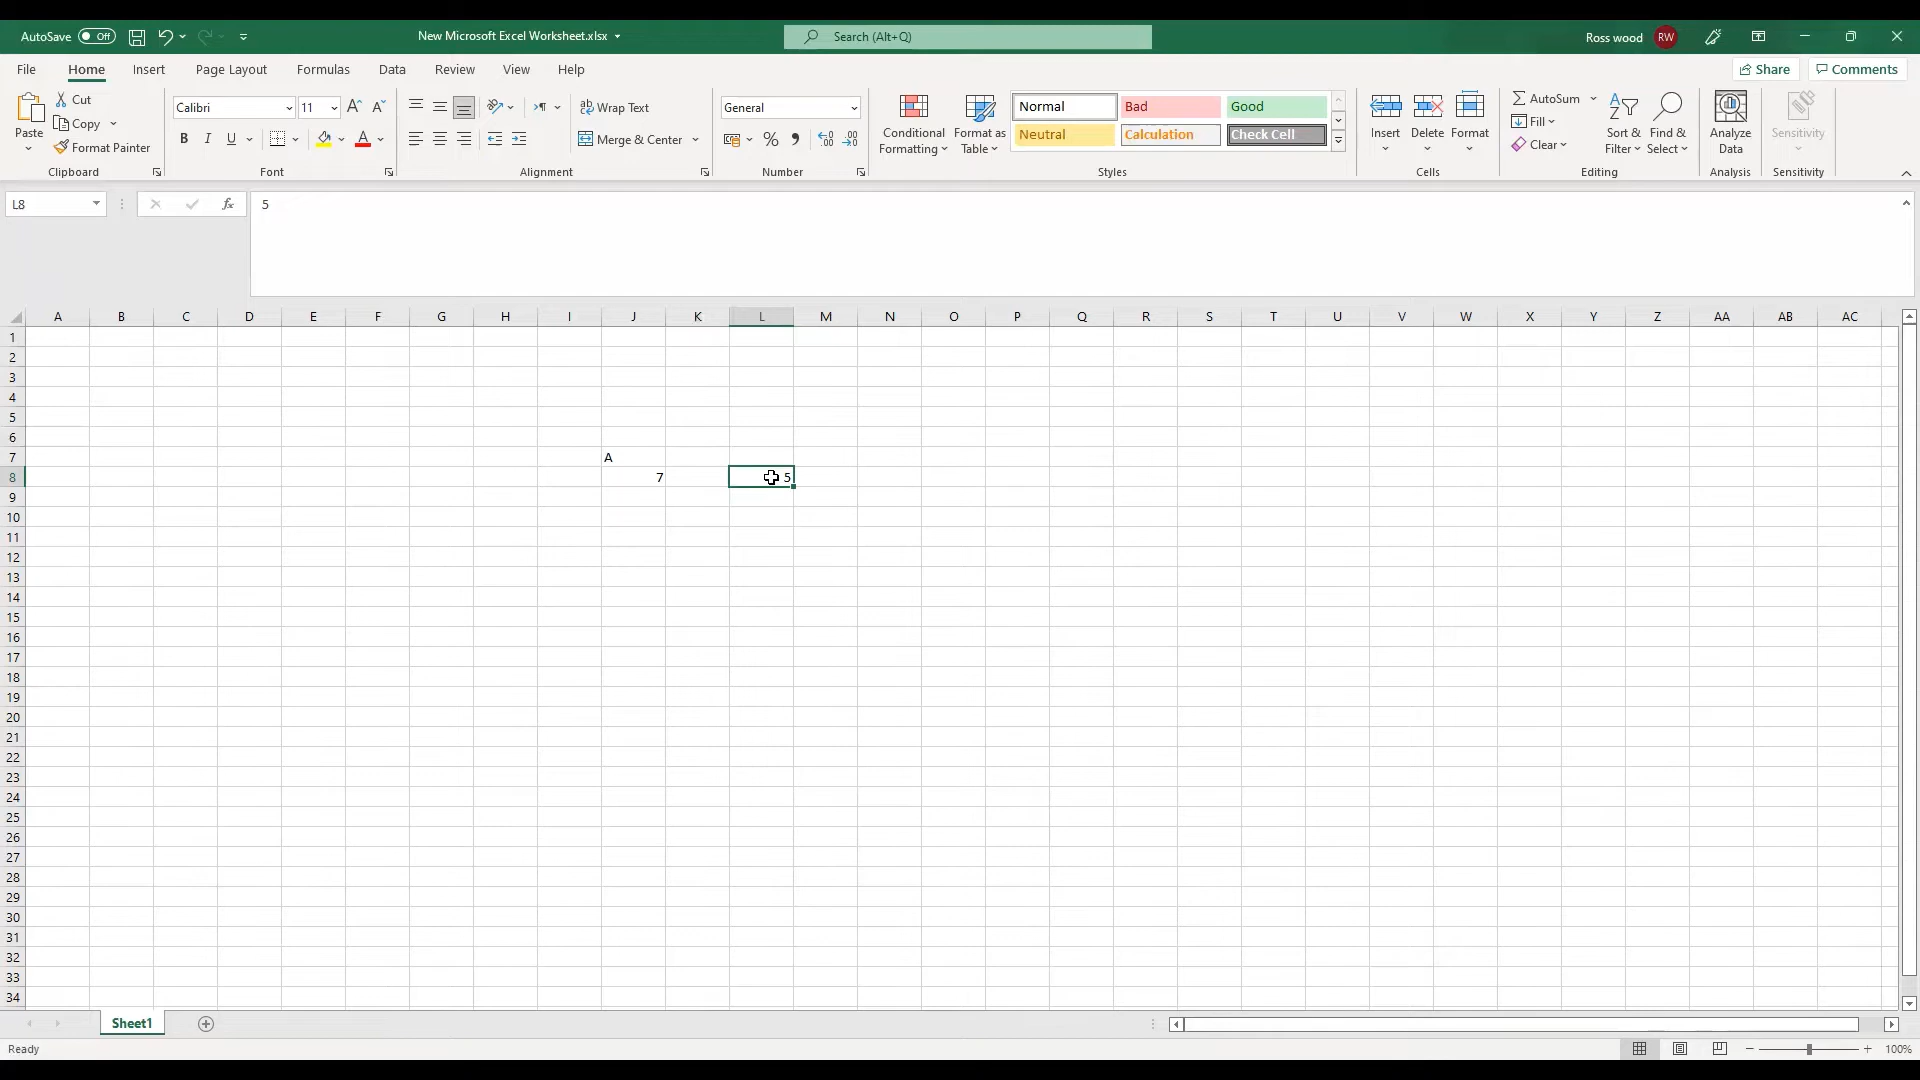 AutoSave Off New Microsoft Excel Worksheet.xlsx Search (Alt+Q) Ross wood RW
File Home Insert Page Layout Formulas Data Review View Help Share Comments
Paste
Cut
Copy
Format Painter
Clipboard
Calibri 11
B I U
Font
Wrap Text
Merge & Center
Alignment
General
Number
Conditional
Formatting
Format as
Table
Normal Bad Good
Neutral Calculation Check Cell
Styles
Insert Delete Format
Cells
AutoSum
Fill
Clear
Sort &
Filter
Find &
Select
Editing
Analyze
Data
Analysis
Sensitivity
Sensitivity
L8 fx 5
A B C D E F G H I J K L M N O P Q R S T U V W X Y Z AA AB AC
1
2
3
4
5
6
7 A
8 7 5
9
10
11
12
13
14
15
16
17
18
19
20
21
22
23
24
25
26
27
28
29
30
31
32
33
34
Sheet1
Ready 100%